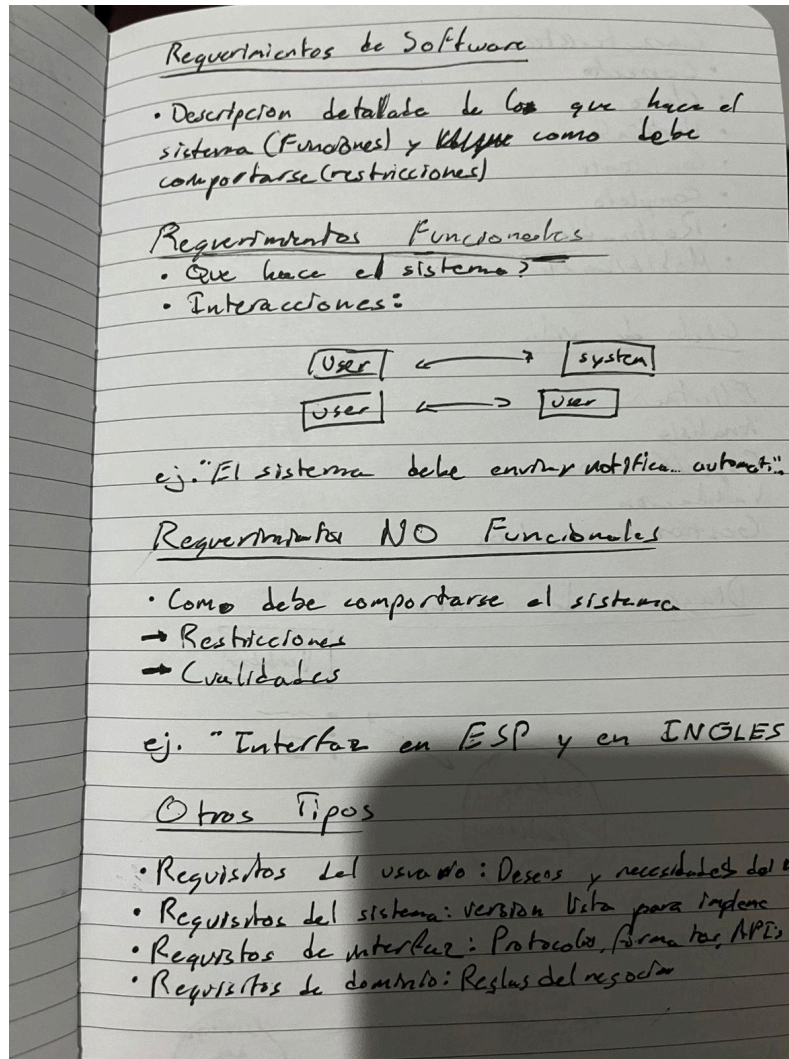 Requerimientos de Software
• Descripcion detallada de los que hace el
sistema (Funciones) y como debe
comportarse (restricciones)
Requerimientos Funcionales
• Que hace el sistema?
• Interacciones:
User ↔ system
User ↔ User
ej. "El sistema debe enviar notifica... automati.."
Requerimientos NO Funcionales
• Como debe comportarse el sistema
→ Restricciones
→ Cualidades
ej. "Interfaz en ESP y en INGLES
Otros Tipos
• Requisitos del usuario: Deseos y necesidades del
• Requisitos del sistema: version lista para implenc
• Requistos de interfaz: Protocolos, formatos, APIs
• Requisitos de dominio: Reglas del negocio